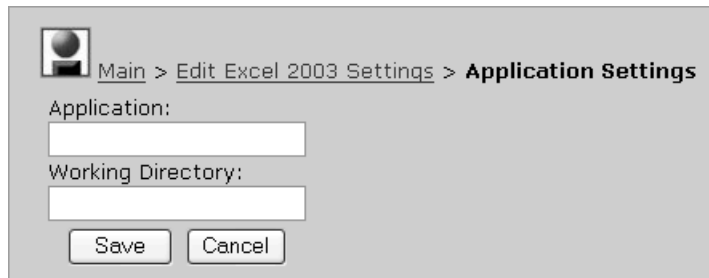 Main > Edit Excel 2003 Settings > Application Settings
Application:
Working Directory:
Save Cancel